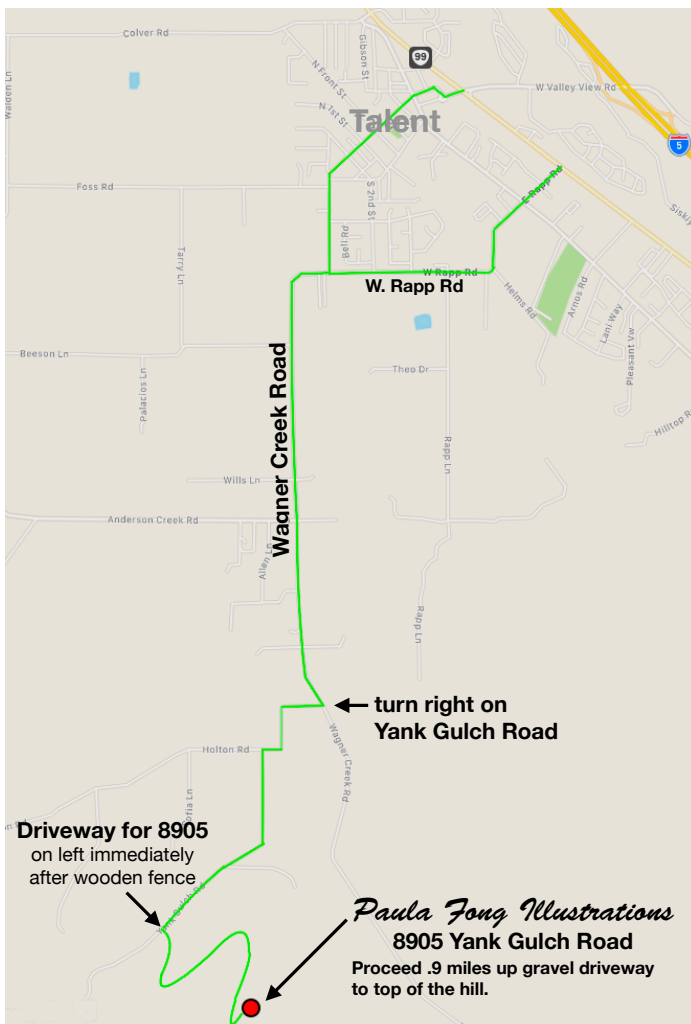 Colver Rd
Walden Ln
Gibson St
99
N Front St
W Valley View Rd
N 1st St
Talent
5
Foss Rd
S 2nd St
E Rapp Rd
Bell Rd
Tarry Ln
W Rapp Rd
W. Rapp Rd
Helms Rd
Arnos Rd
Lani Way
Pleasant Vw
Beeson Ln
Palacios Ln
Theo Dr
Hilltop
Wagner Creek Road
Rapp Ln
Wills Ln
Anderson Creek Rd
Allen Ln
Rapp Ln
turn right on
Yank Gulch Road
Wagner Creek Rd
Holton Rd
Driveway for 8905
on left immediately
after wooden fence
Yank Gulch Rd
Paula Fong Illustrations
8905 Yank Gulch Road
Proceed .9 miles up gravel driveway
to top of the hill.